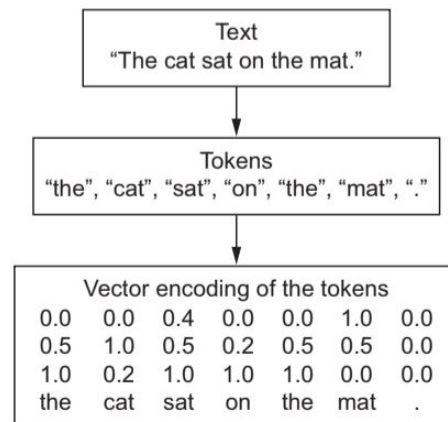 Text
“The cat sat on the mat.”
Tokens
“the”, “cat”, “sat”, “on”, “the”, “mat”, “.”
Vector encoding of the tokens
0.0 0.0 0.4 0.0 0.0 1.0 0.0
0.5 1.0 0.5 0.2 0.5 0.5 0.0
1.0 0.2 1.0 1.0 1.0 0.0 0.0
the cat sat on the mat .